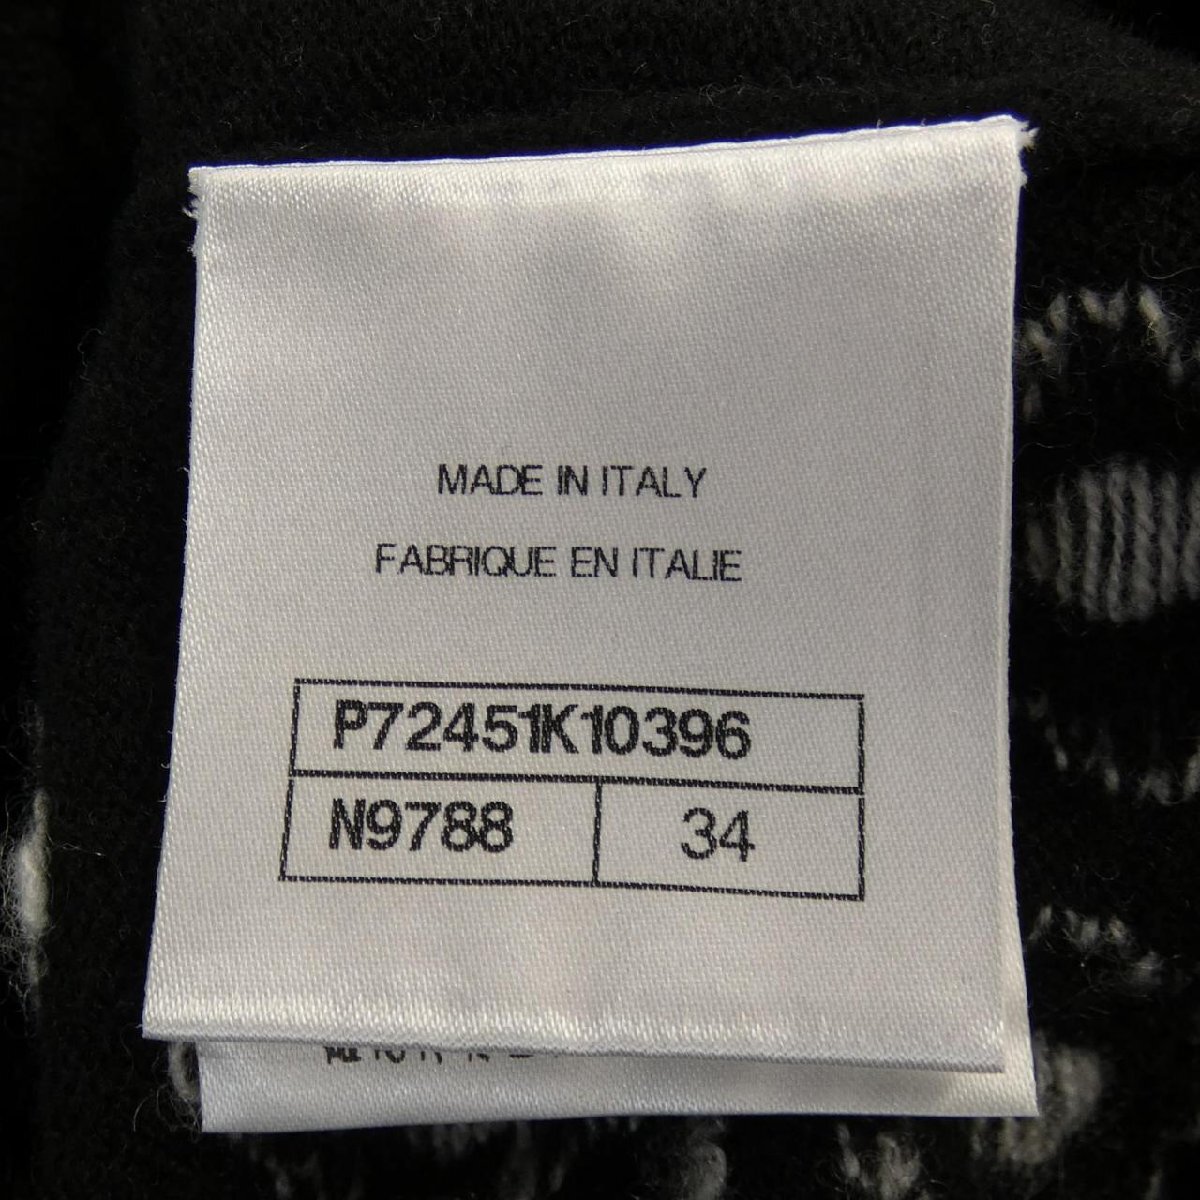 MADE IN ITALY
FABRIQUE EN ITALIE
P72451K10396
N9788 34